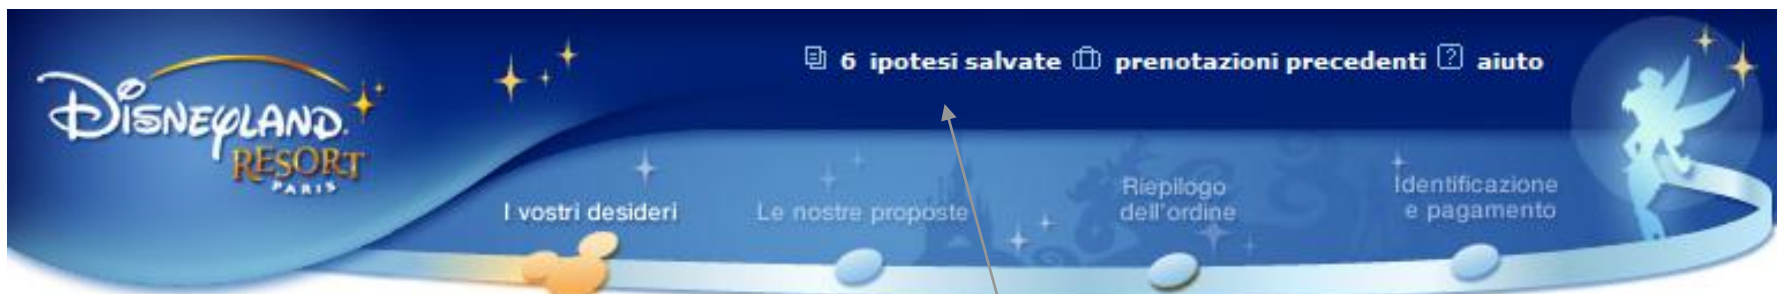 6 ipotesi salvate prenotazioni precedenti ? aiuto
DISNEYLAND
RESORT
PARIS
I vostri desideri
Le nostre proposte
Riepilogo
dell'ordine
Identificazione
e pagamento